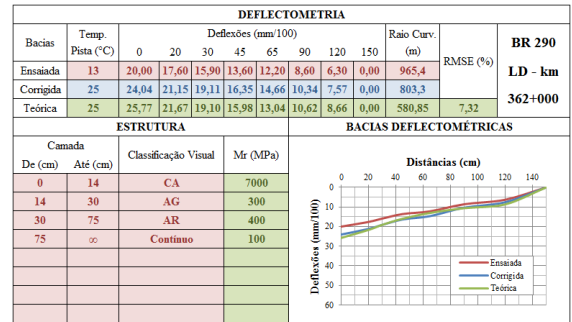 DEFLECTOMETRIA
Bacias Temp. Pista (°C) Deflexões (mm/100) Raio Curv. (m) RMSE (%) BR 290 LD - km 362+000
0 20 30 45 65 90 120 150
Ensaiada 13 20,00 17,60 15,90 13,60 12,20 8,60 6,30 0,00 965,4
Corrigida 25 24,04 21,15 19,11 16,35 14,66 10,34 7,57 0,00 803,3
Teórica 25 25,77 21,67 19,10 15,98 13,04 10,62 8,66 0,00 580,85 7,32
ESTRUTURA BACIAS DEFLECTOMÉTRICAS
Camada Classificação Visual Mr (MPa)
De (cm) Até (cm)
0 14 CA 7000
14 30 AG 300
30 75 AR 400
75 ∞ Contínuo 100
Distâncias (cm)
0 20 40 60 80 100 120 140
Deflexões (mm/100)
0
10
20
30
40
50
60
Ensaiada
Corrigida
Teórica